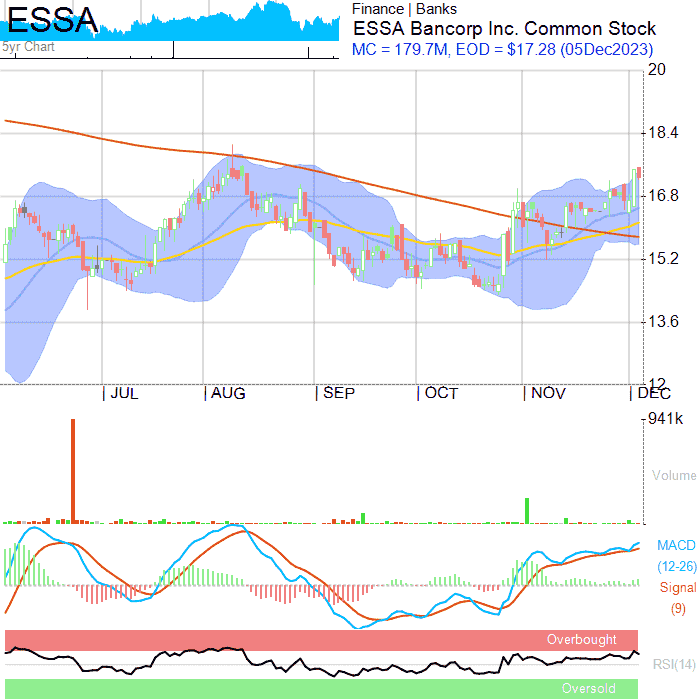 ESSA
5yr Chart
Finance | Banks
ESSA Bancorp Inc. Common Stock
MC = 179.7M, EOD = $17.28 (05Dec2023)
20
18.4
16.8
15.2
13.6
12
JUL AUG SEP OCT NOV DEC
941k
Volume
MACD
(12-26)
Signal
(9)
Overbought
RSI(14)
Oversold